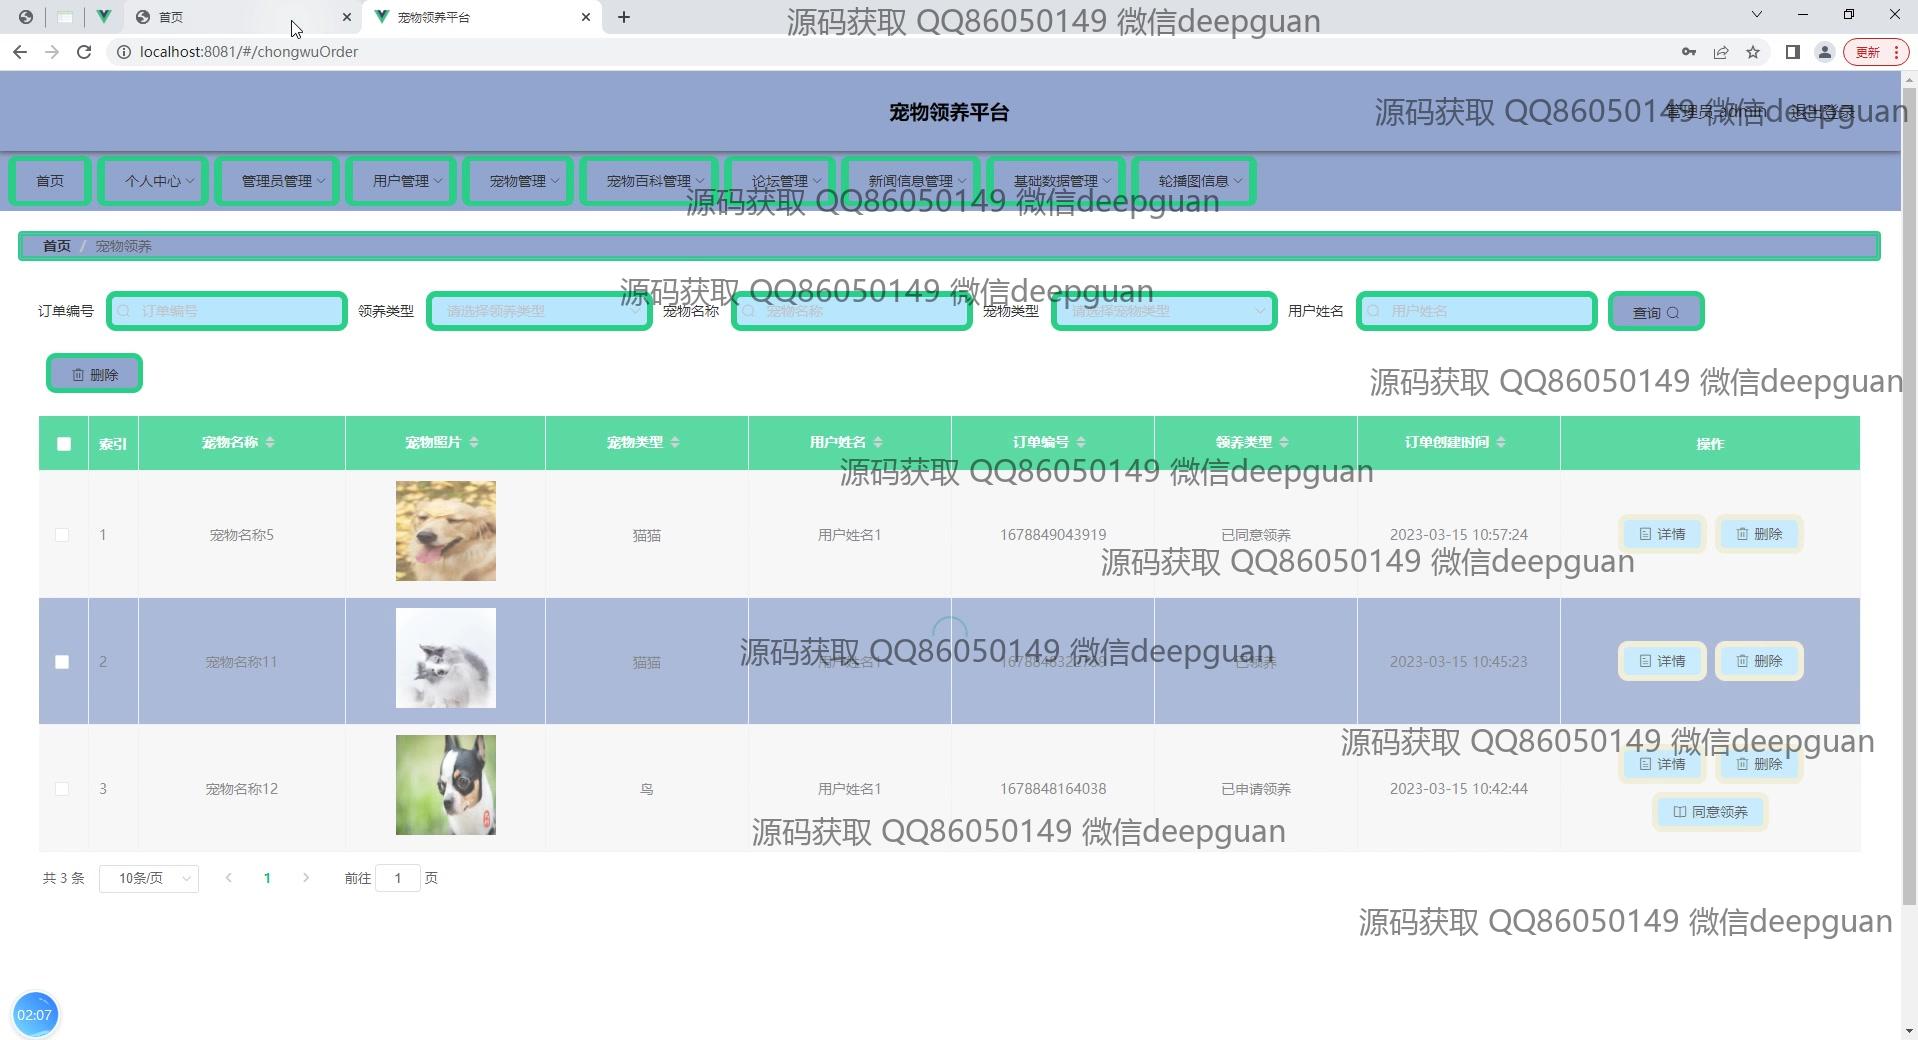 首页
宠物领养平台
源码获取 QQ86050149 微信deepguan
localhost:8081/#/chongwuOrder
更新
宠物领养平台
源码获取 QQ86050149 微信deepguan
首页 个人中心 管理员管理 用户管理 宠物管理 宠物百科管理 论坛管理 新闻信息管理 基础数据管理 轮播图信息
源码获取 QQ86050149 微信deepguan
首页 / 宠物领养
源码获取 QQ86050149 微信deepguan
订单编号 订单编号 领养类型 请选择领养类型 宠物名称 宠物名称 宠物类型 请选择宠物类型 用户姓名 用户姓名 查询
删除
源码获取 QQ86050149 微信deepguan
索引 宠物名称 宠物照片 宠物类型 用户姓名 订单编号 领养类型 订单创建时间 操作
源码获取 QQ86050149 微信deepguan
1 宠物名称5 猫猫 用户姓名1 1678849043919 已同意领养 2023-03-15 10:57:24 详情 删除
源码获取 QQ86050149 微信deepguan
源码获取 QQ86050149 微信deepguan
2 宠物名称11 猫猫 用户姓名1 已领养 2023-03-15 10:45:23 详情 删除
源码获取 QQ86050149 微信deepguan
详情 删除
3 宠物名称12 鸟 用户姓名1 1678848164038 已申请领养 2023-03-15 10:42:44
同意领养
源码获取 QQ86050149 微信deepguan
共 3 条 10条/页 1 前往 1 页
源码获取 QQ86050149 微信deepguan
02:07